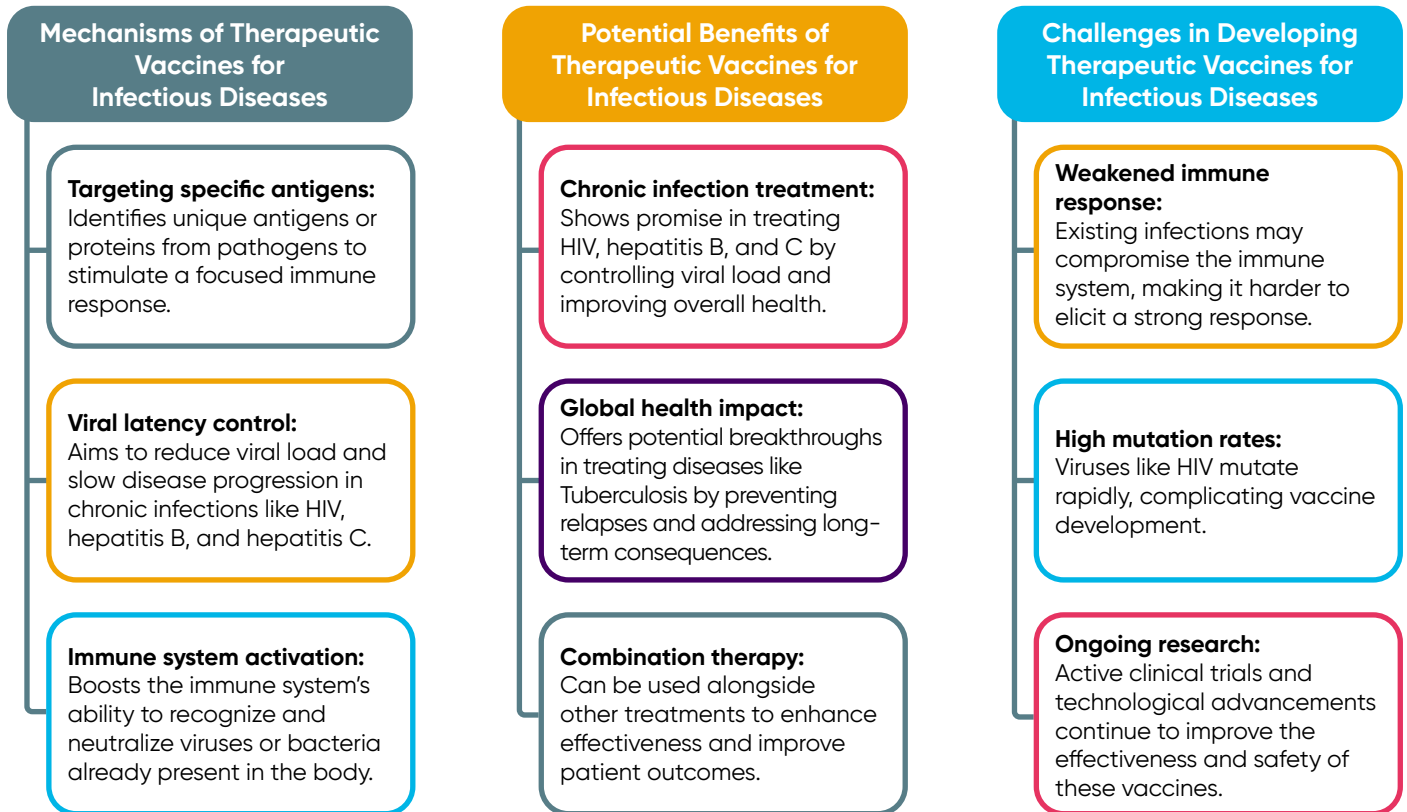 Mechanisms of Therapeutic
Vaccines for
Infectious Diseases
Targeting specific antigens:
Identifies unique antigens or
proteins from pathogens to
stimulate a focused immune
response.
Viral latency control:
Aims to reduce viral load and
slow disease progression in
chronic infections like HIV,
hepatitis B, and hepatitis C.
Immune system activation:
Boosts the immune system’s
ability to recognize and
neutralize viruses or bacteria
already present in the body.
Potential Benefits of
Therapeutic Vaccines for
Infectious Diseases
Chronic infection treatment:
Shows promise in treating
HIV, hepatitis B, and C by
controlling viral load and
improving overall health.
Global health impact:
Offers potential breakthroughs
in treating diseases like
Tuberculosis by preventing
relapses and addressing long-
term consequences.
Combination therapy:
Can be used alongside
other treatments to enhance
effectiveness and improve
patient outcomes.
Challenges in Developing
Therapeutic Vaccines for
Infectious Diseases
Weakened immune
response:
Existing infections may
compromise the immune
system, making it harder to
elicit a strong response.
High mutation rates:
Viruses like HIV mutate
rapidly, complicating vaccine
development.
Ongoing research:
Active clinical trials and
technological advancements
continue to improve the
effectiveness and safety of
these vaccines.